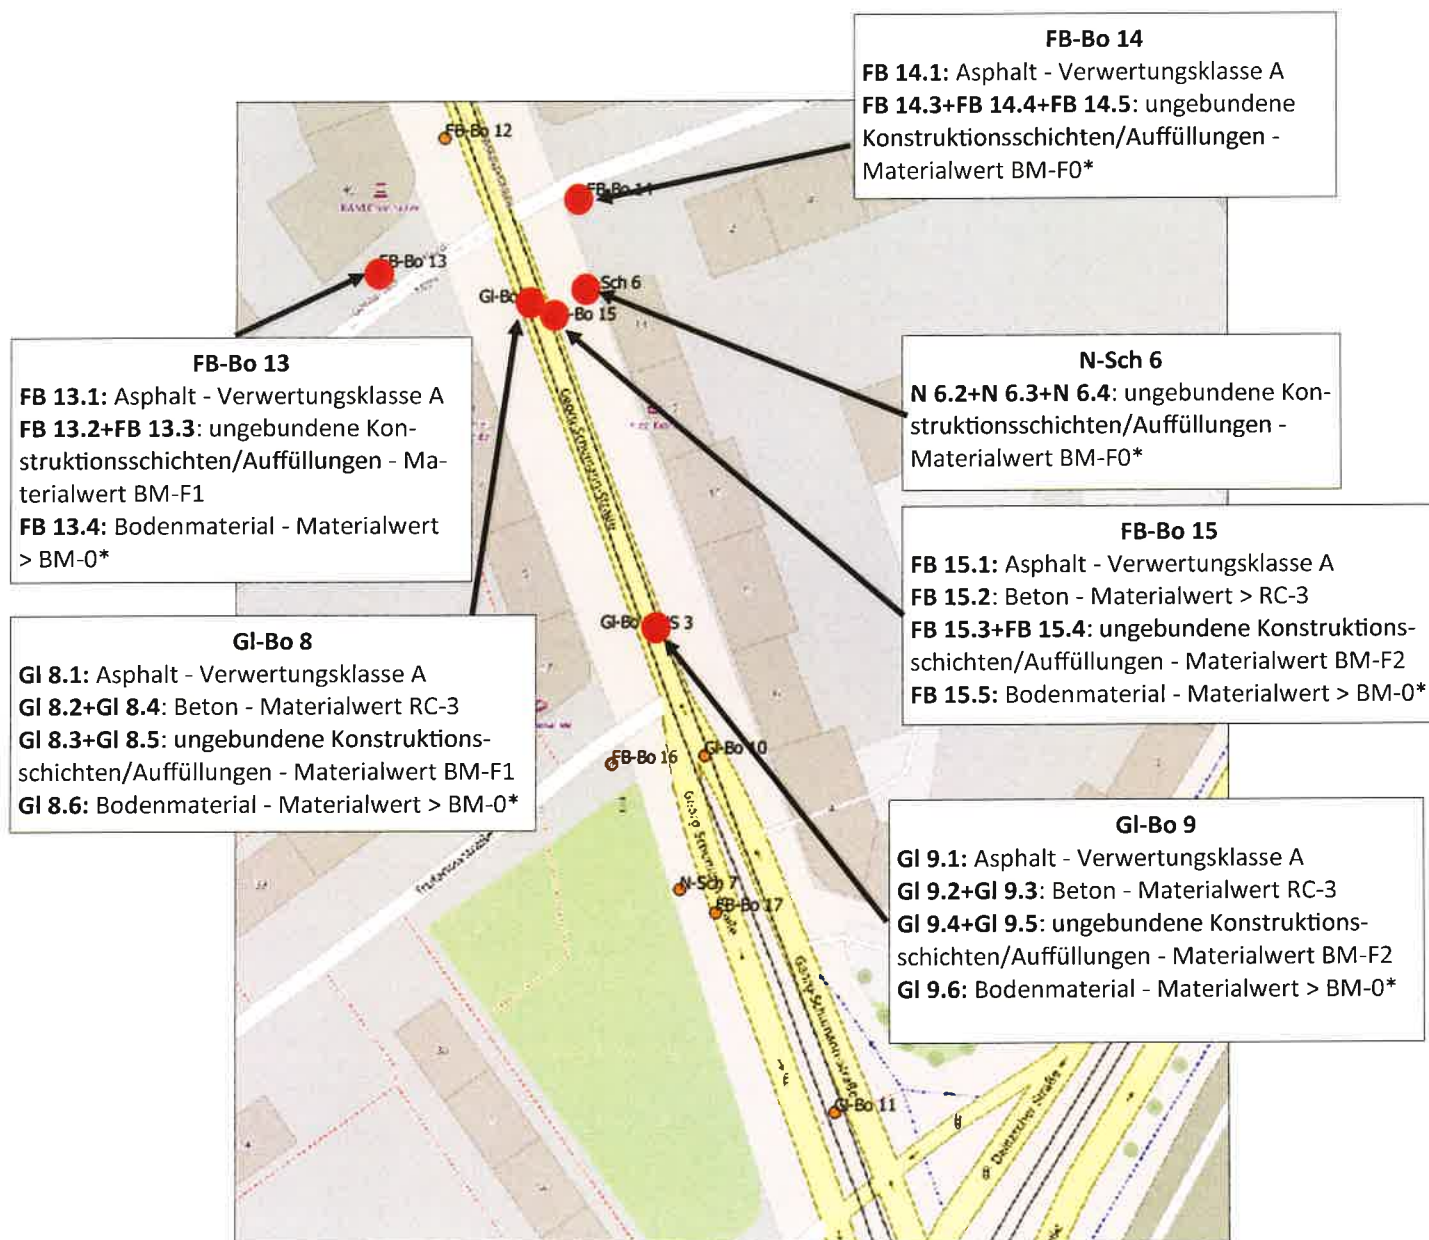 FB-Bo 14
FB 14.1: Asphalt - Verwertungsklasse A
FB 14.3+FB 14.4+FB 14.5: ungebundene
Konstruktionsschichten/Auffüllungen -
Materialwert BM-F0*
FB-Bo 12
FB-Bo 14
FB-Bo 13
Sch 6
Gl-Bo
-Bo 15
FB-Bo 13
FB 13.1: Asphalt - Verwertungsklasse A
FB 13.2+FB 13.3: ungebundene Kon-
struktionsschichten/Auffüllungen - Ma-
terialwert BM-F1
FB 13.4: Bodenmaterial - Materialwert
> BM-0*
N-Sch 6
N 6.2+N 6.3+N 6.4: ungebundene Kon-
struktionsschichten/Auffüllungen -
Materialwert BM-F0*
Georg-Schumann-Straße
FB-Bo 15
FB 15.1: Asphalt - Verwertungsklasse A
FB 15.2: Beton - Materialwert > RC-3
FB 15.3+FB 15.4: ungebundene Konstruktions-
schichten/Auffüllungen - Materialwert BM-F2
FB 15.5: Bodenmaterial - Materialwert > BM-0*
Gl-Bo
S 3
Gl-Bo 8
Gl 8.1: Asphalt - Verwertungsklasse A
Gl 8.2+Gl 8.4: Beton - Materialwert RC-3
Gl 8.3+Gl 8.5: ungebundene Konstruktions-
schichten/Auffüllungen - Materialwert BM-F1
Gl 8.6: Bodenmaterial - Materialwert > BM-0*
Gl-Bo 10
FB-Bo 16
Gl-Bo 9
Gl 9.1: Asphalt - Verwertungsklasse A
Gl 9.2+Gl 9.3: Beton - Materialwert RC-3
Gl 9.4+Gl 9.5: ungebundene Konstruktions-
schichten/Auffüllungen - Materialwert BM-F2
Gl 9.6: Bodenmaterial - Materialwert > BM-0*
N-Sch 7
FB-Bo 17
Georg-Schumann-Straße
Gl-Bo 11